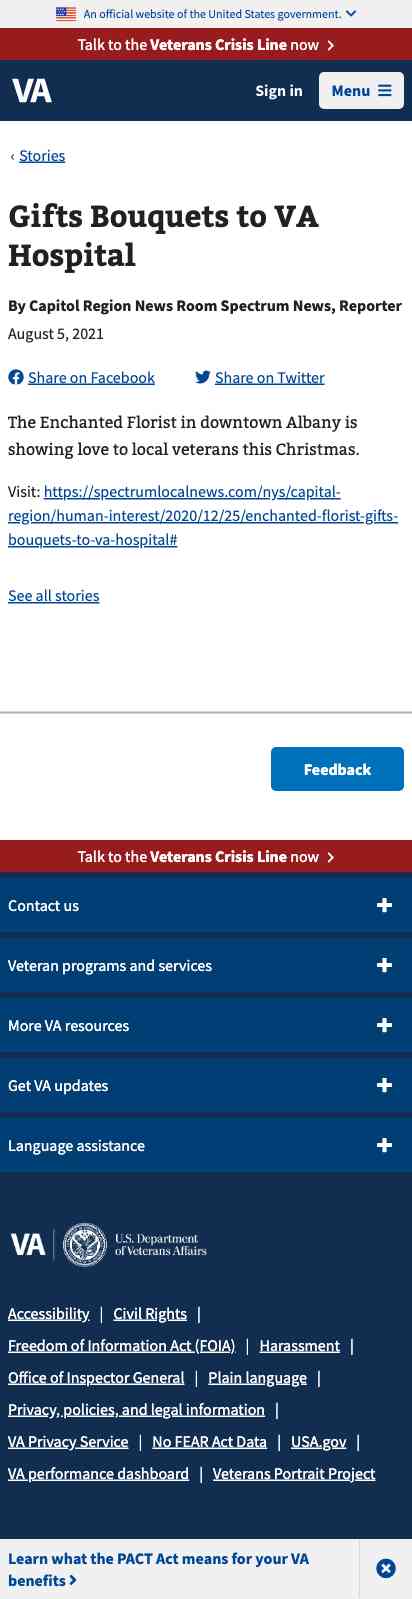 An official website of the United States government.
Talk to the Veterans Crisis Line now
VA
Sign in
Menu
‹ Stories
Gifts Bouquets to VA
Hospital
By Capitol Region News Room Spectrum News, Reporter
August 5, 2021
Share on Facebook
Share on Twitter
The Enchanted Florist in downtown Albany is
showing love to local veterans this Christmas.
Visit: https://spectrumlocalnews.com/nys/capital-
region/human-interest/2020/12/25/enchanted-florist-gifts-
bouquets-to-va-hospital#
See all stories
Feedback
Talk to the Veterans Crisis Line now
Contact us
Veteran programs and services
More VA resources
Get VA updates
Language assistance
VA
U.S. Department
of Veterans Affairs
Accessibility | Civil Rights |
Freedom of Information Act (FOIA) | Harassment |
Office of Inspector General | Plain language |
Privacy, policies, and legal information |
VA Privacy Service | No FEAR Act Data | USA.gov |
VA performance dashboard | Veterans Portrait Project
Learn what the PACT Act means for your VA
benefits